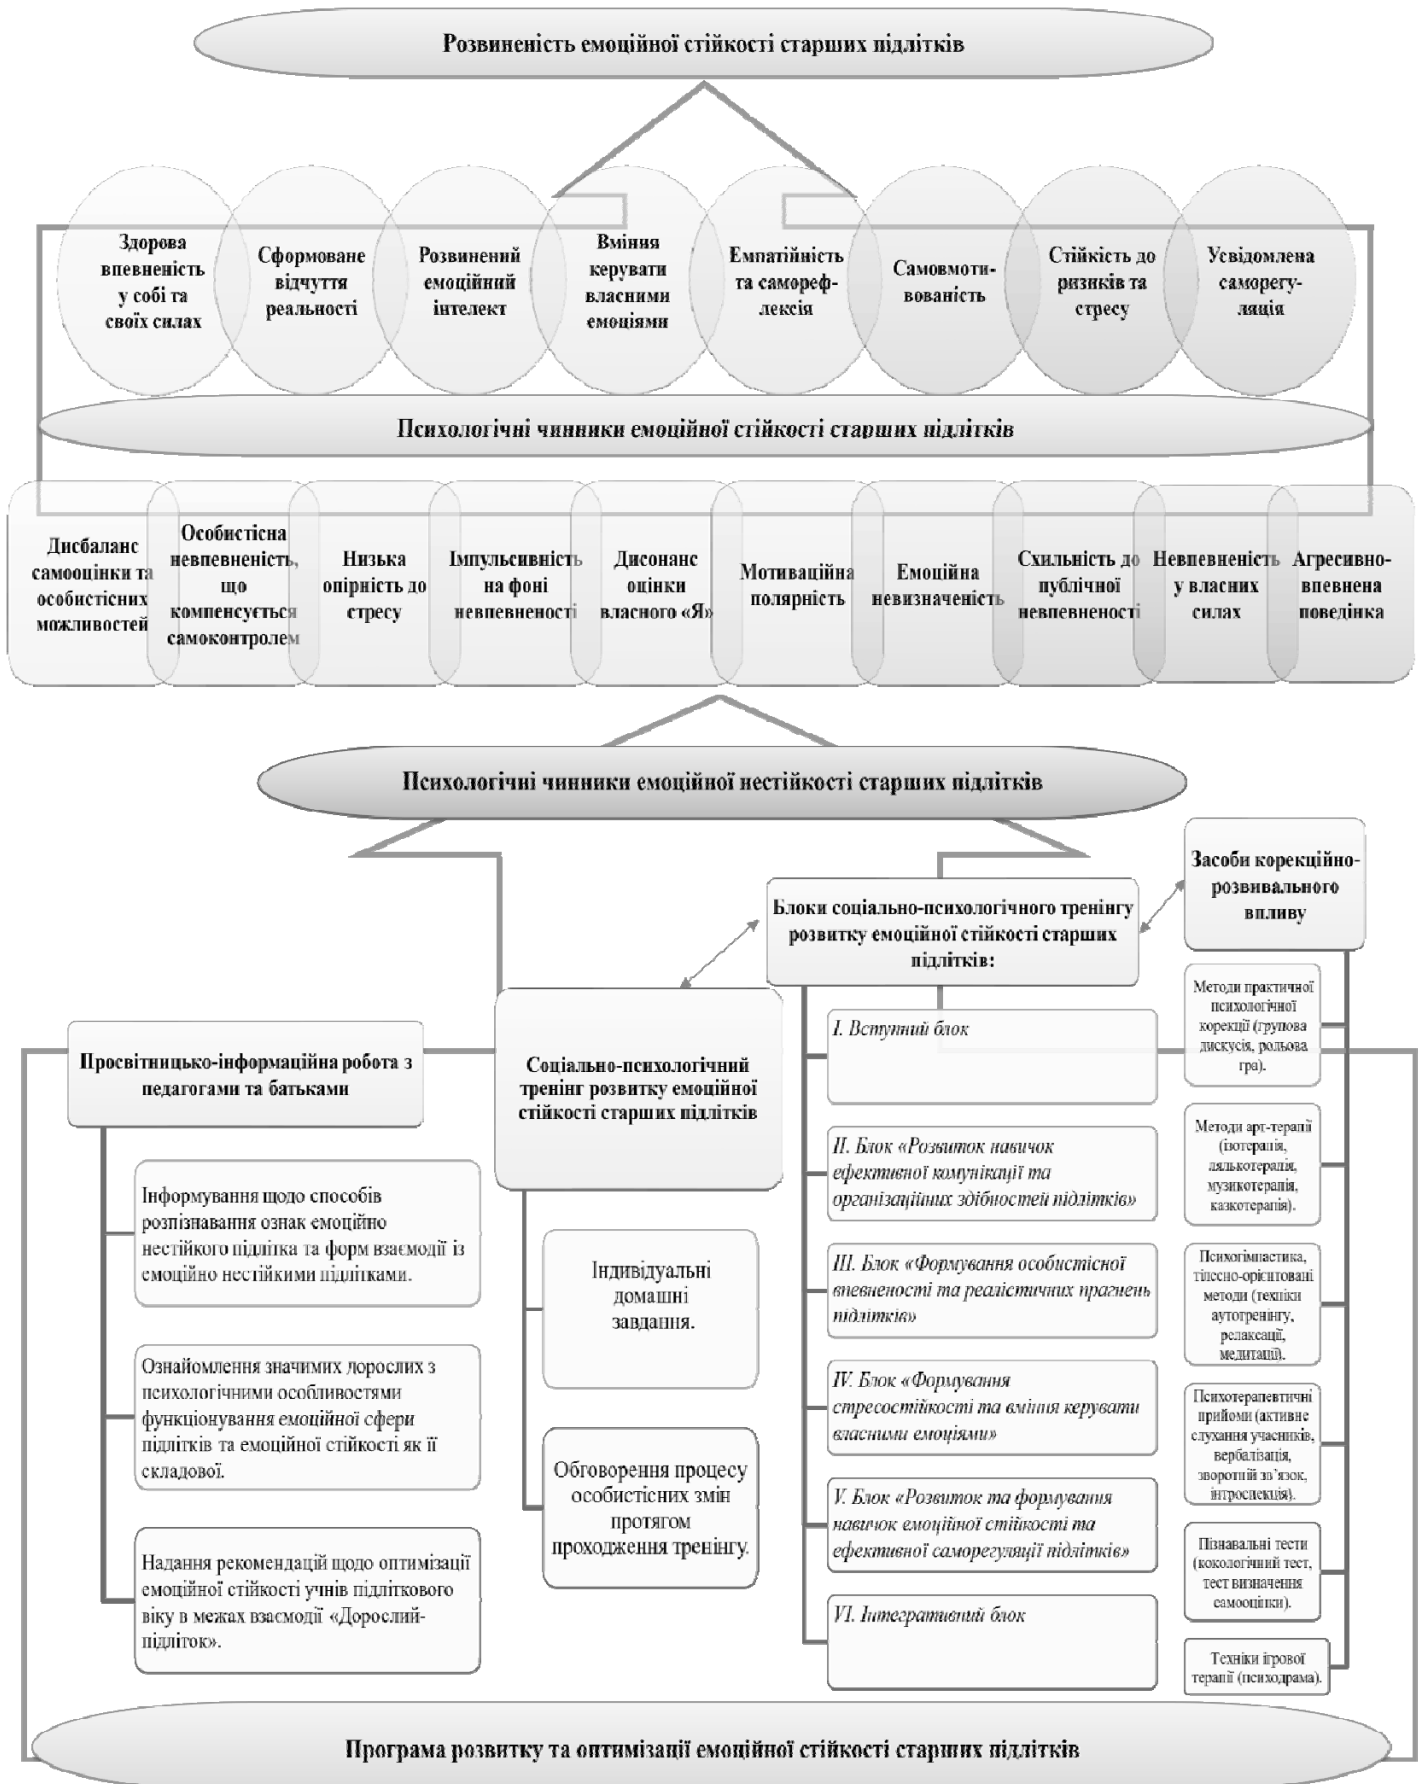 Розвиненість емоційної стійкості старших підлітків
Здорова
впевненість
у собі та
своїх силах
Сформоване
відчуття
реальності
Розвинений
емоційний
інтелект
Вміння
керувати
власними
емоціями
Емпатійність
та самореф-
лексія
Самовмоти-
вованість
Стійкість до
ризиків та
стресу
Усвідомлена
саморегу-
ляція
Психологічні чинники емоційної стійкості старших підлітків
Дисбаланс
самооцінки та
особистісних
можливостей
Особистісна
невпевненість,
що
компенсується
самоконтролем
Низька
опірність до
стресу
Імпульсивність
на фоні
невпевненості
Дисонанс
оцінки
власного «Я»
Мотиваційна
полярність
Емоційна
невизначеність
Схильність до
публічної
невпевненості
Невпевненість
у власних
силах
Агресивно-
впевнена
поведінка
Психологічні чинники емоційної нестійкості старших підлітків
Просвітницько-інформаційна робота з
педагогами та батьками
Інформування щодо способів
розпізнавання ознак емоційно
нестійкого підлітка та форм взаємодії із
емоційно нестійкими підлітками.
Ознайомлення значимих дорослих з
психологічними особливостями
функціонування емоційної сфери
підлітків та емоційної стійкості як її
складової.
Надання рекомендацій щодо оптимізації
емоційної стійкості учнів підліткового
віку в межах взаємодії «Дорослий-
підліток».
Соціально-психологічний
тренінг розвитку емоційної
стійкості старших підлітків
Індивідуальні
домашні
завдання.
Обговорення процесу
особистісних змін
протягом
проходження тренінгу.
Блоки соціально-психологічного тренінгу
розвитку емоційної стійкості старших
підлітків:
I. Вступний блок
II. Блок «Розвиток навичок
ефективної комунікації та
організаційних здібностей підлітків»
III. Блок «Формування особистісної
впевненості та реалістичних прагнень
підлітків»
IV. Блок «Формування
стресостійкості та вміння керувати
власними емоціями»
V. Блок «Розвиток та формування
навичок емоційної стійкості та
ефективної саморегуляції підлітків»
VI. Інтегративний блок
Засоби корекційно-
розвивального
впливу
Методи практичної
психологічної
корекції (групова
дискусія, рольова
гра).
Методи арт-терапії
(ізотерапія,
лялькотерапія,
музикотерапія,
казкотерапія).
Психогімнастика,
тілесно-орієнтовані
методи (техніки
аутотренінгу,
релаксації,
медитації).
Психотерапевтичні
прийоми (активне
слухання учасників,
вербалізація,
зворотній зв’язок,
інтроспекція).
Пізнавальні тести
(кокологічний тест,
тест визначення
самооцінки).
Техніки ігрової
терапії (психодрама).
Програма розвитку та оптимізації емоційної стійкості старших підлітків